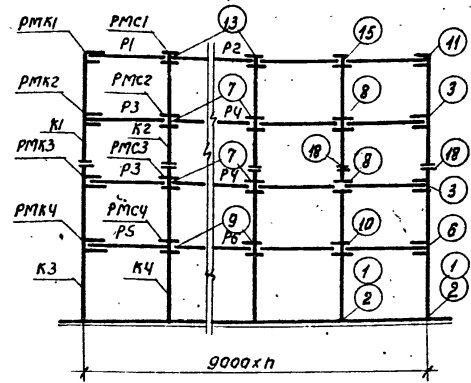 РМК1 РМС1 13 15 11
Р1 Р2
РМК2 РМС2 7 8 3
Р3 Р4
К1 К2
РМК3 РМС3 7 18 8 18
Р3 Р4 3
РМК4 РМС4 9 10 6
Р5 Р6
К3 К4 1 1
2 2
9000xn